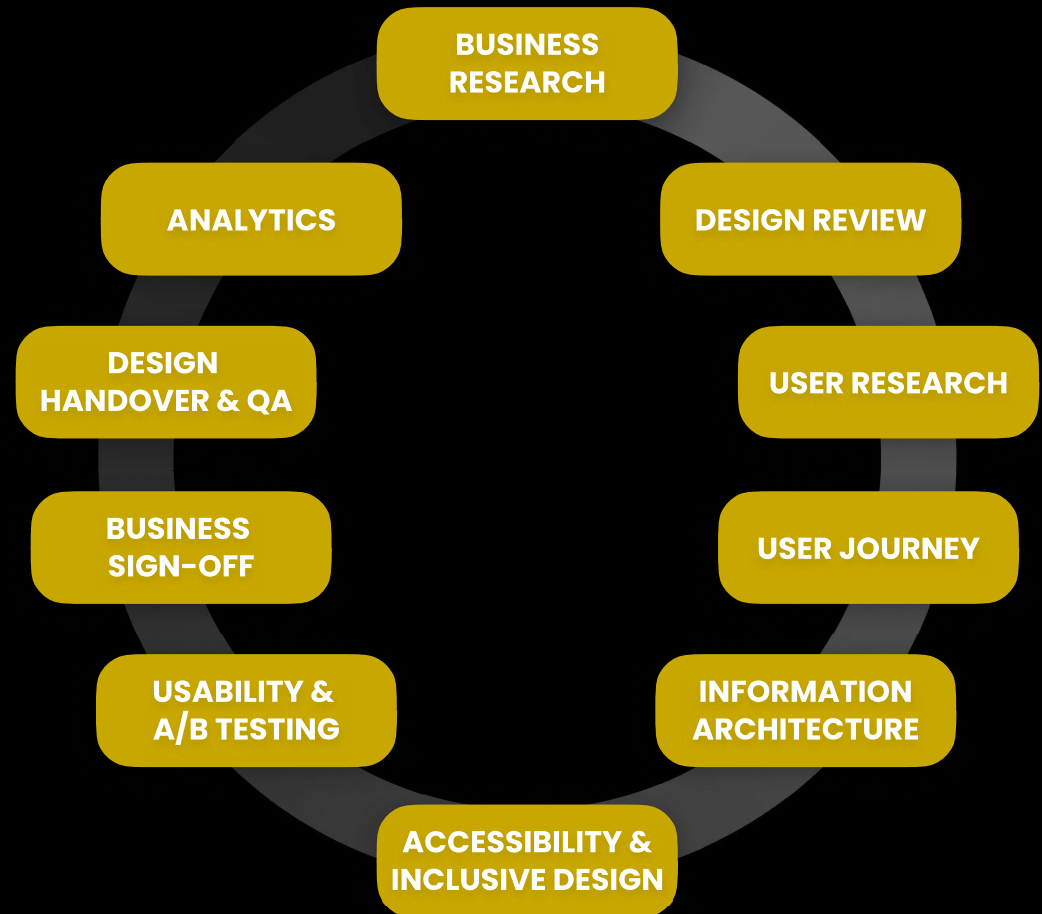 BUSINESS
RESEARCH
ANALYTICS
DESIGN REVIEW
DESIGN
HANDOVER & QA
USER RESEARCH
BUSINESS
SIGN-OFF
USER JOURNEY
USABILITY &
A/B TESTING
INFORMATION
ARCHITECTURE
ACCESSIBILITY &
INCLUSIVE DESIGN